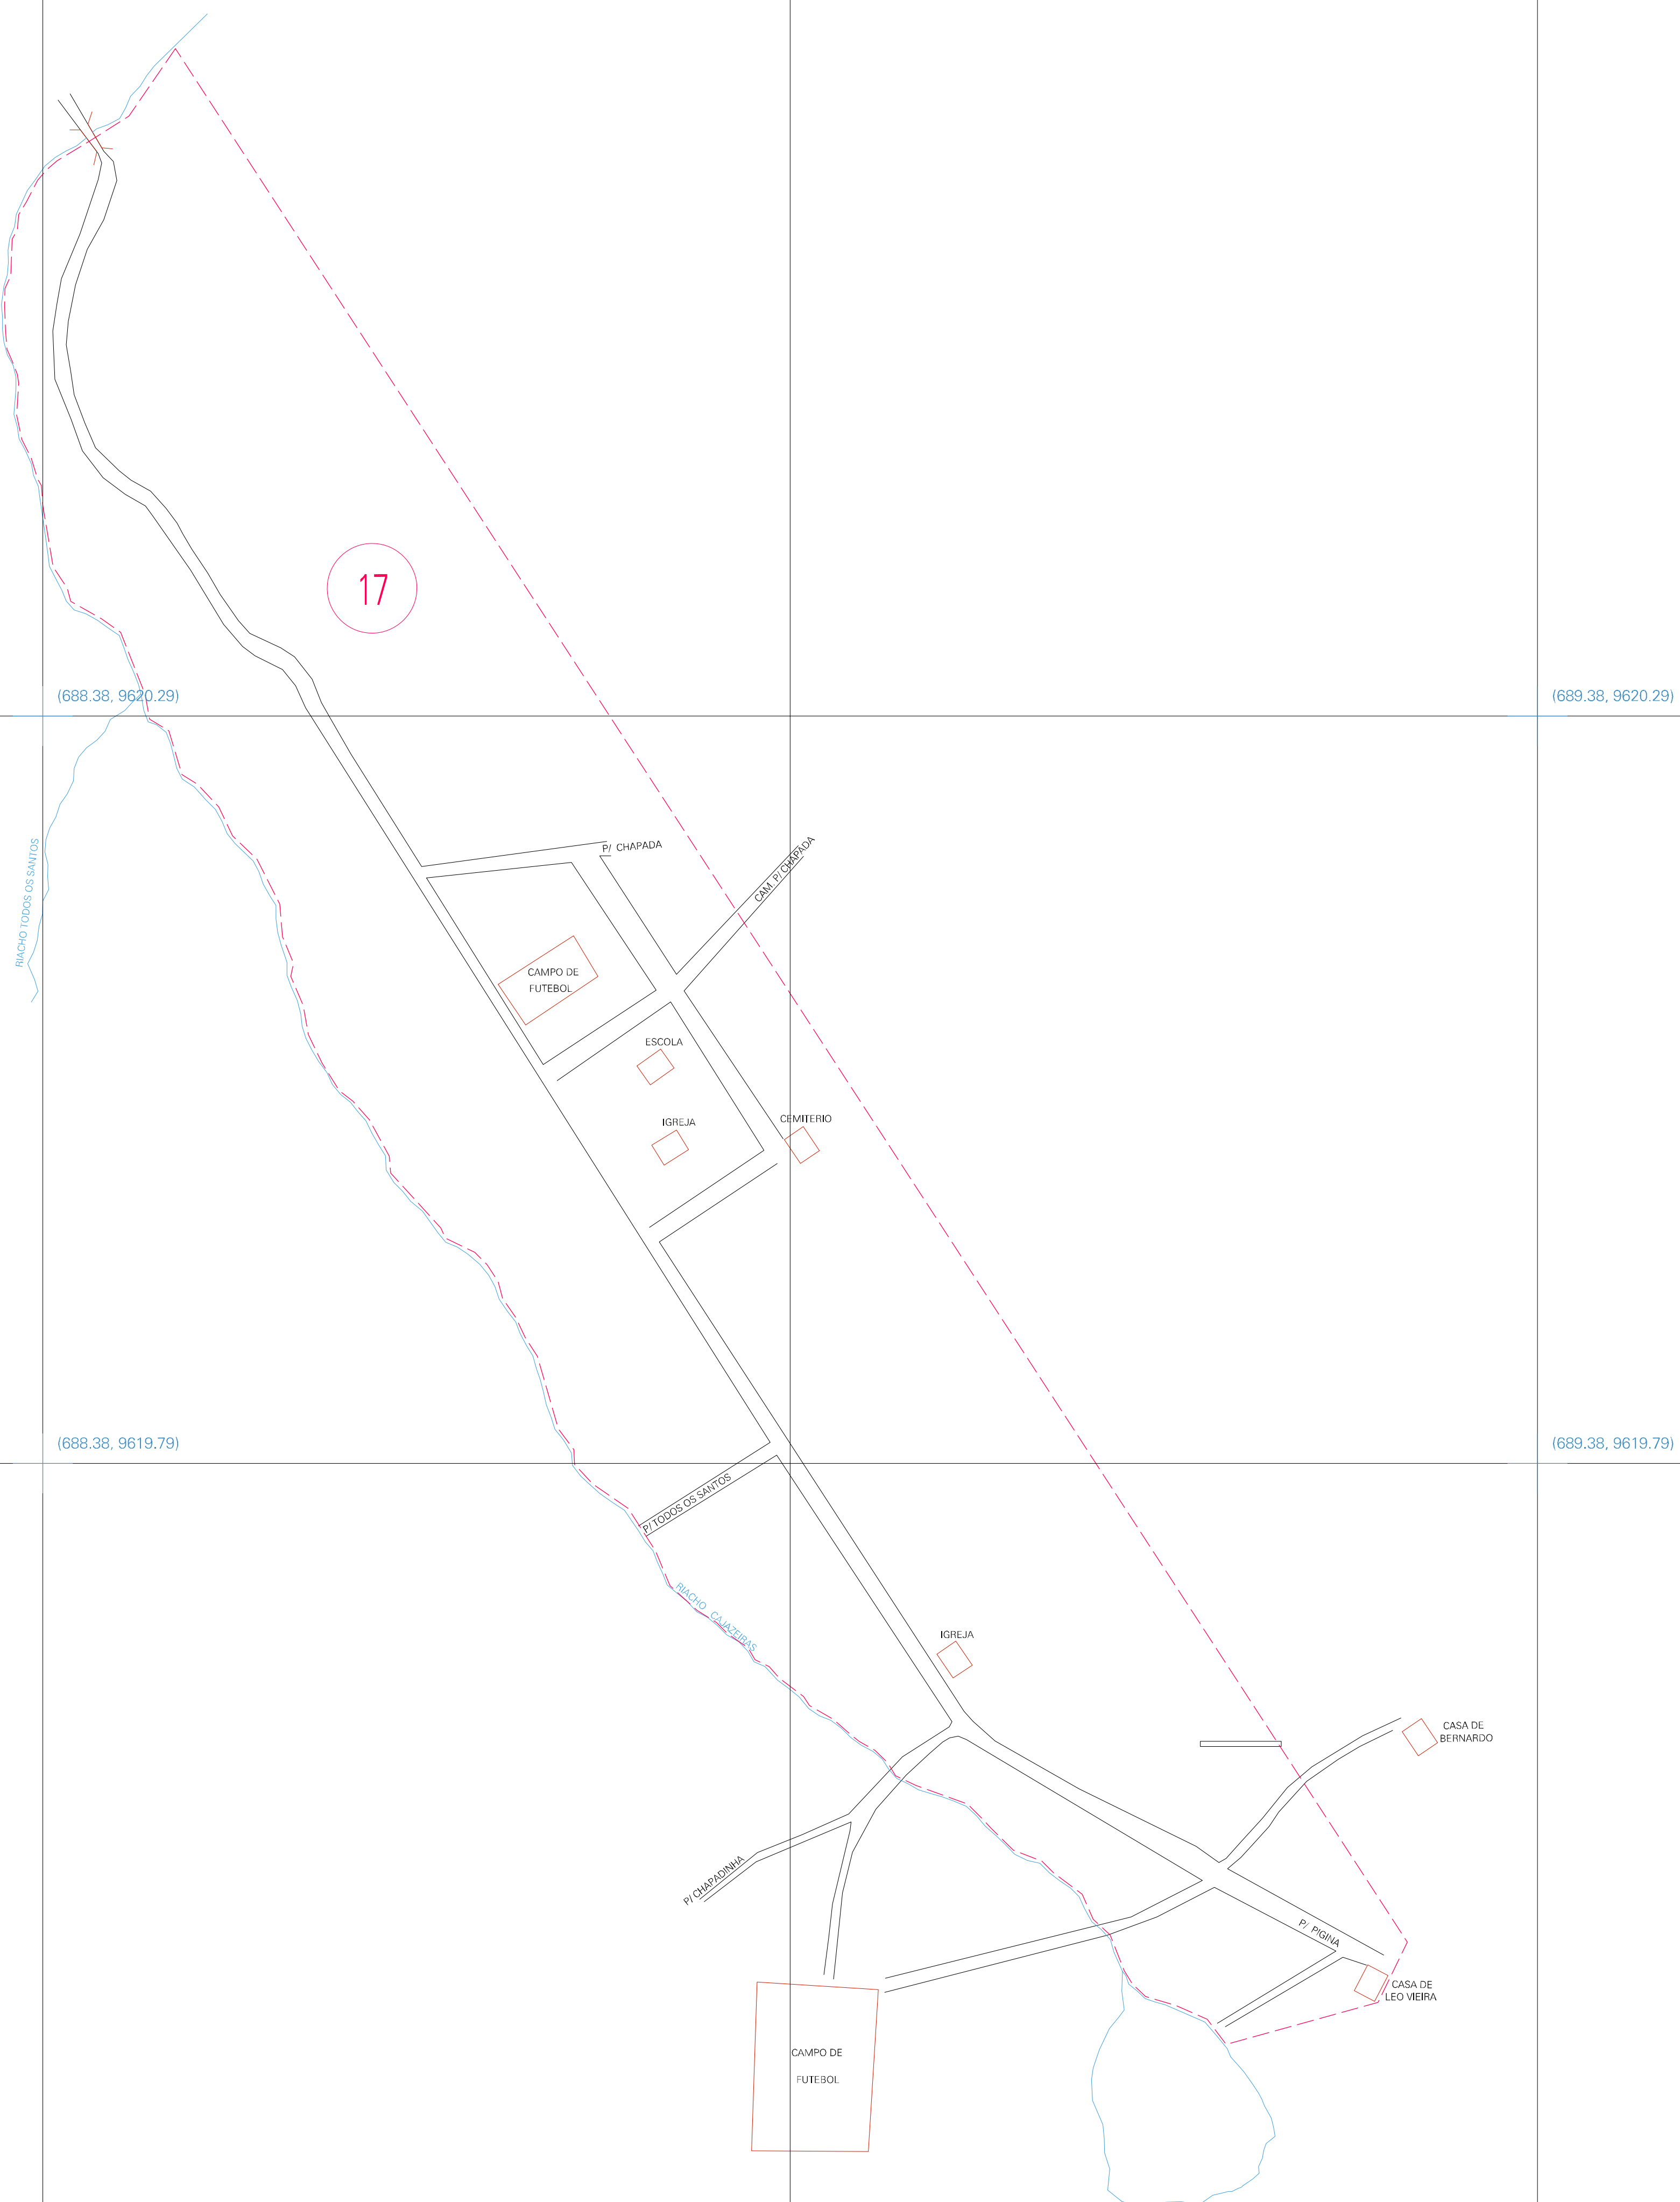 17
(688.38, 9620.29)
(689.38, 9620.29)
RIACHO TODOS OS SANTOS
P/ CHAPADA
CAM. P/ CHAPADA
CAMPO DE
FUTEBOL
ESCOLA
IGREJA
CEMITERIO
(688.38, 9619.79)
(689.38, 9619.79)
P/ TODOS OS SANTOS
RIACHO CAJAZEIRAS
IGREJA
CASA DE
BERNARDO
P/ CHAPADINHA
P/ PIGINA
CASA DE
LEO VIEIRA
CAMPO DE
FUTEBOL